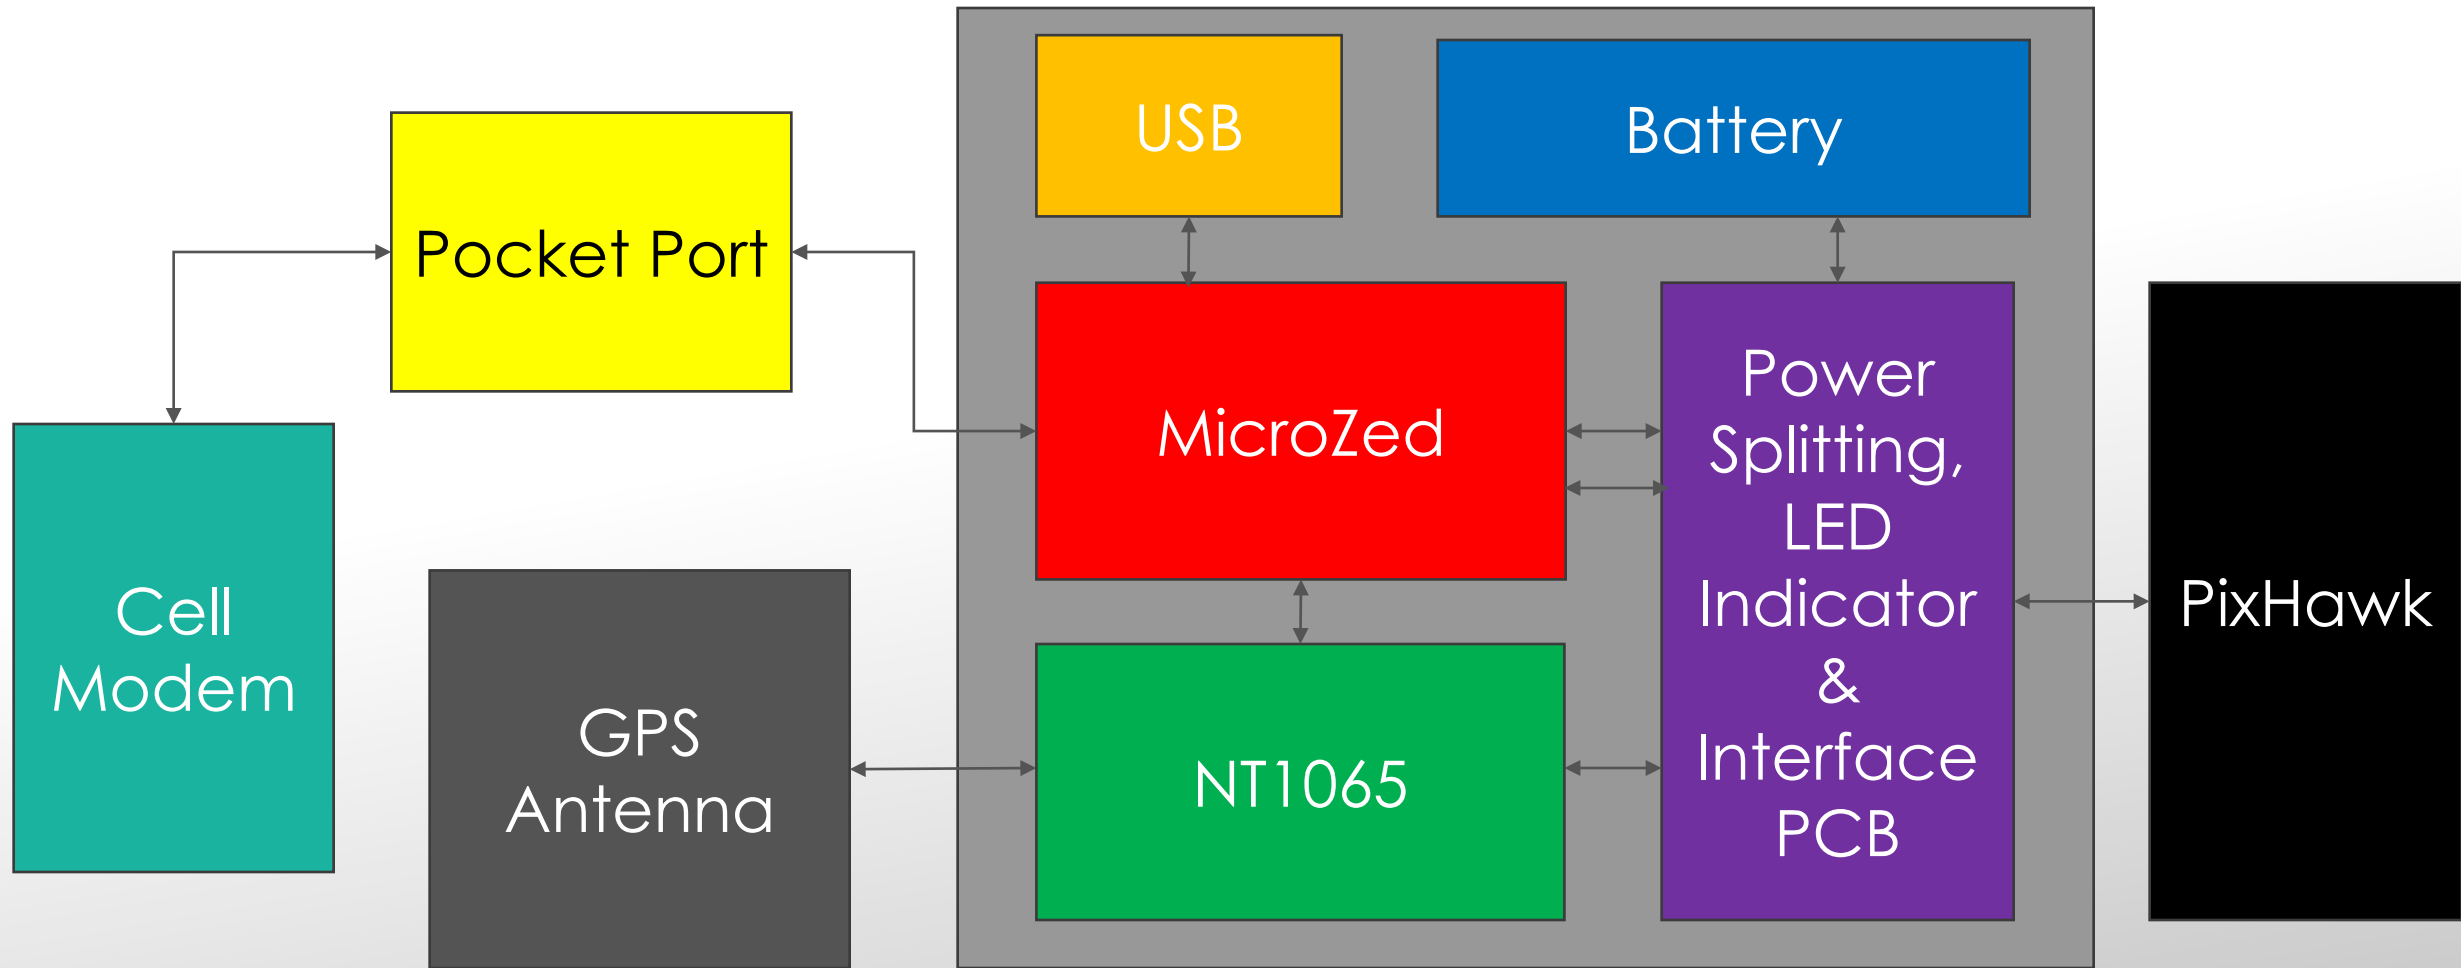 USB
Battery
Pocket Port
MicroZed
Power
Splitting,
LED
Indicator
&
Interface
PCB
PixHawk
Cell
Modem
GPS
Antenna
NT1065